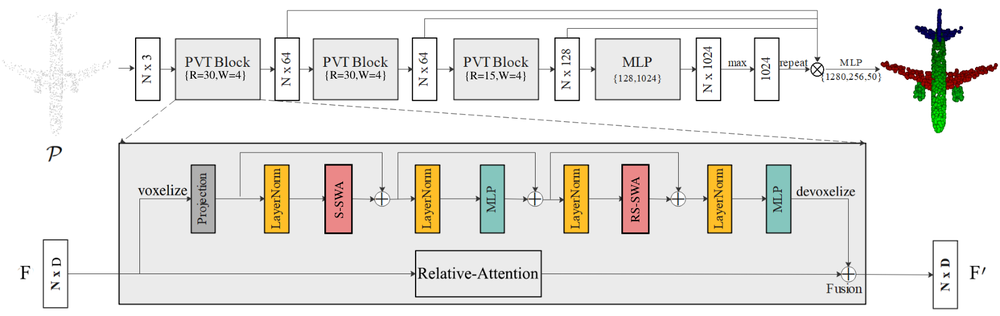 N x 3
PVT Block
{R=30,W=4}
N x 64
PVT Block
{R=30,W=4}
N x 64
PVT Block
{R=15,W=4}
N x 128
MLP
{128,1024}
N x 1024
max
1024
repeat
MLP
{1280,256,50}
𝒫
voxelize
Projection
LayerNorm
S-SWA
LayerNorm
MLP
LayerNorm
RS-SWA
LayerNorm
MLP
devoxelize
F
N x D
Relative-Attention
Fusion
N x D
F′